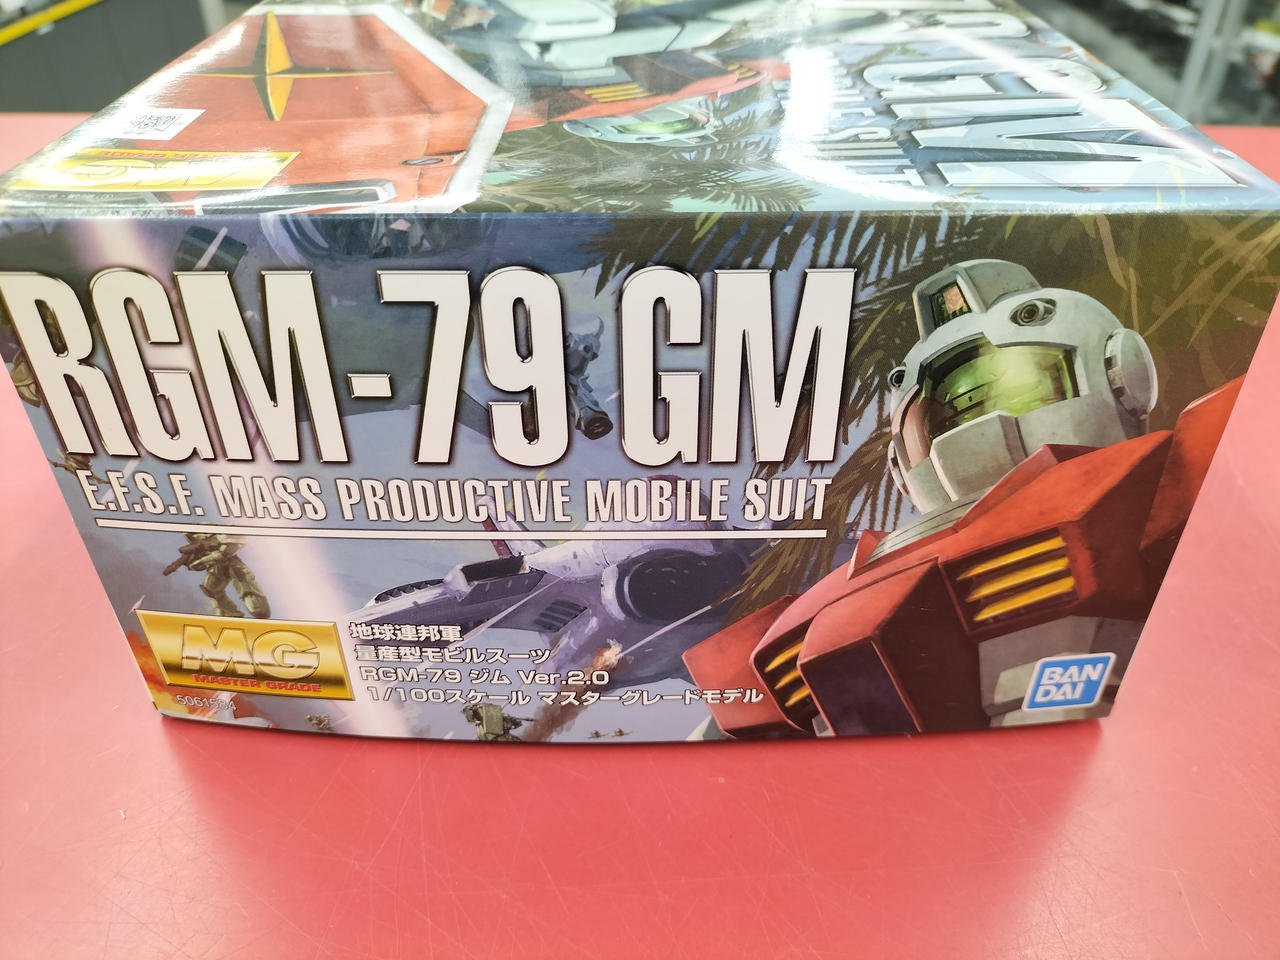 RGM-79 GM
E.F.S.F. MASS PRODUCTIVE MOBILE SUIT
MG
MASTER GRADE
地球連邦軍
量産型モビルスーツ
RGM-79 ジム Ver.2.0
1/100スケール マスターグレードモデル
BAN
DAI